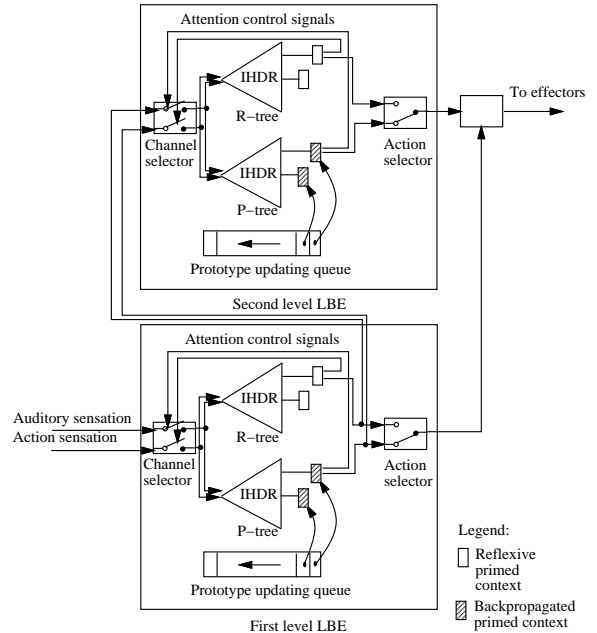 Attention control signals
To effectors
IHDR
R−tree
Channel
selector
Action
selector
IHDR
P−tree
Prototype updating queue
Second level LBE
Attention control signals
IHDR
Auditory sensation
Action sensation
R−tree
Channel
selector
Action
selector
IHDR
P−tree
Prototype updating queue
First level LBE
Legend:
Reflexive
primed
context
Backpropagated
primed context